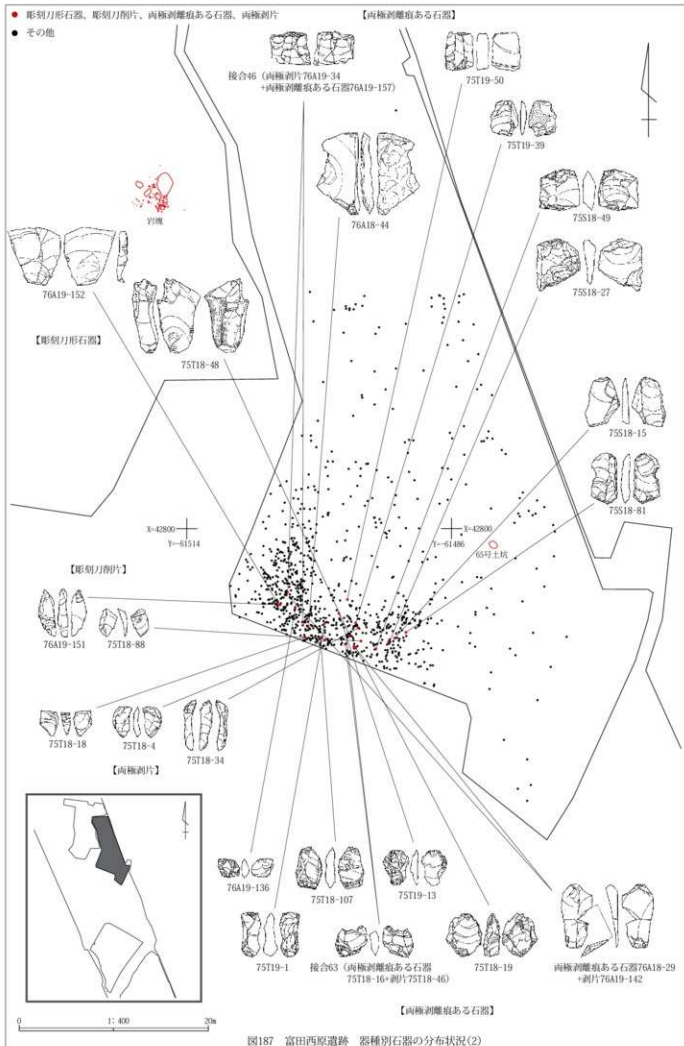 ● 彫刻刀形石器、彫刻刀削片、両極剥離痕ある石器、両極剥片
● その他
【両極剥離痕ある石器】
接合46（両極剥片76A19-34
+両極剥離痕ある石器76A19-157）
75T19-50
75T19-39
76A18-44
75S18-49
岩塊
76A19-152
75S18-27
【彫刻刀形石器】
75T18-48
75S18-15
75S18-81
X=42800
Y=-61514
X=42800
Y=-61486
65号土坑
【彫刻刀削片】
76A19-151
75T18-88
75T18-18
75T18-4
75T18-34
【両極剥片】
76A19-136
75T18-107
75T19-13
75T19-1
接合63（両極剥離痕ある石器
75T18-16+剥片75T18-46）
75T18-19
両極剥離痕ある石器76A18-29
+剥片76A19-142
【両極剥離痕ある石器】
0
1：400
20m
図187　富田西原遺跡　器種別石器の分布状況(2)